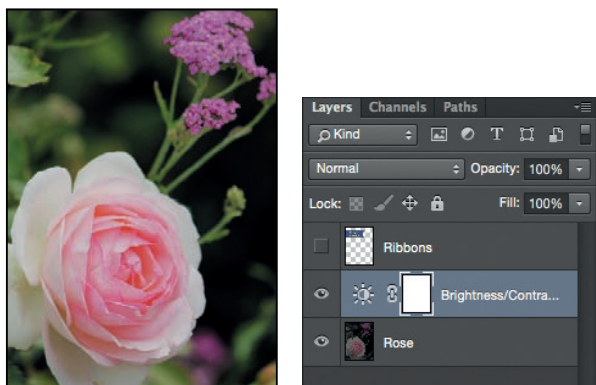 Layers Channels Paths
Kind T
Normal Opacity: 100%
Lock: Fill: 100%
Ribbons
Brightness/Contra...
Rose